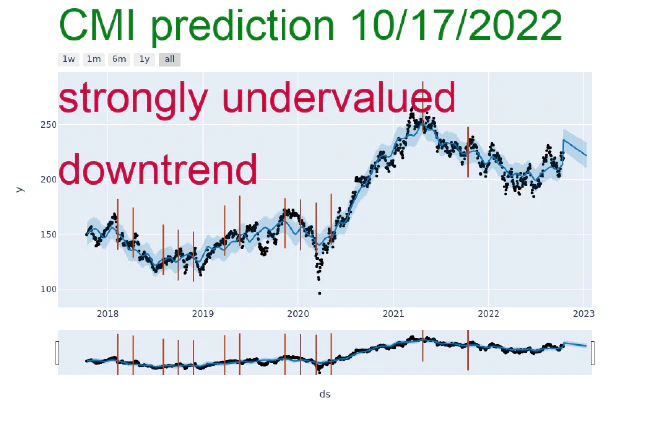 CMI prediction 10/17/2022
1w 1m 6m 1y all
strongly undervalued
250
downtrend
200
y
150
100
2018 2019 2020 2021 2022 2023
ds